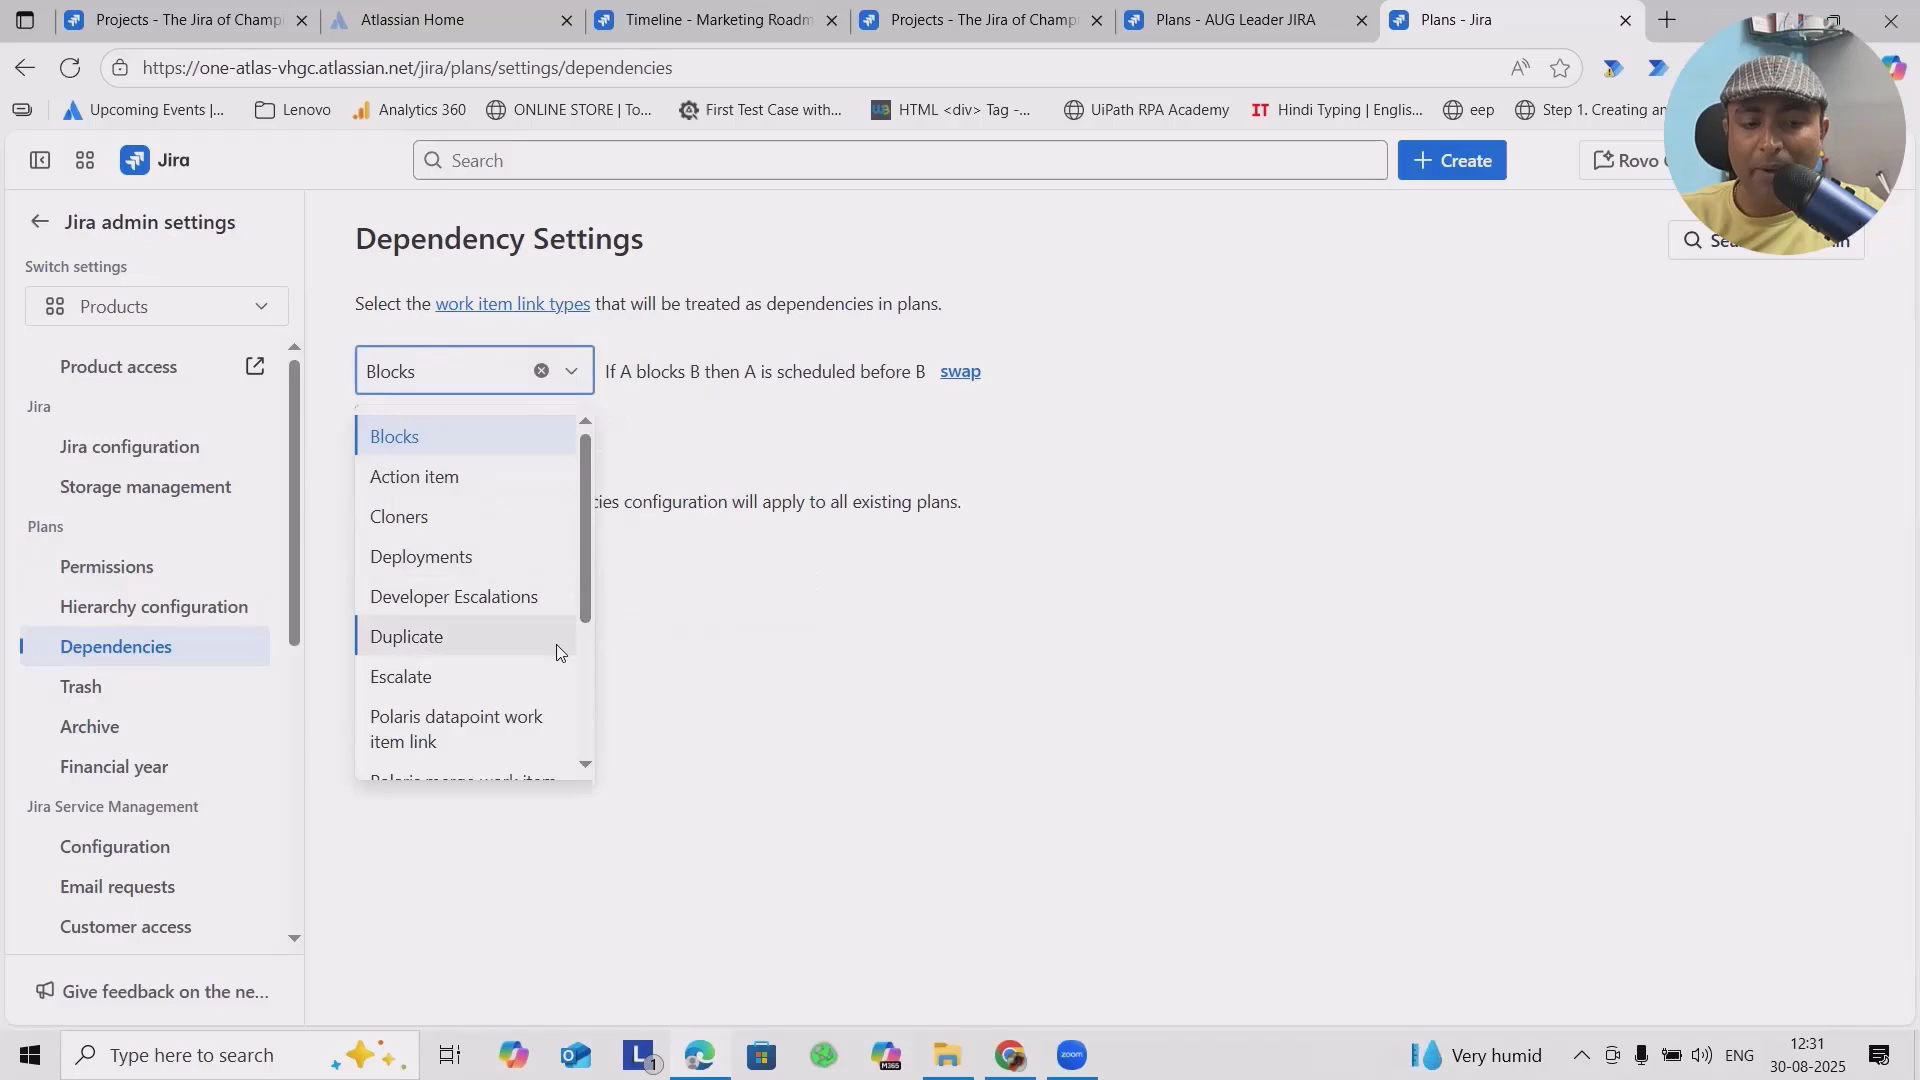 Projects - The Jira of Champ
Atlassian Home
Timeline - Marketing Roadm
Projects - The Jira of Champ
Plans - AUG Leader JIRA
Plans - Jira
https://one-atlas-vhgc.atlassian.net/jira/plans/settings/dependencies
Upcoming Events |...
Lenovo
Analytics 360
ONLINE STORE | To...
First Test Case with...
HTML <div> Tag -...
UiPath RPA Academy
IT Hindi Typing | Englis...
eep
Step 1. Creating an
Jira
Search
Create
Rovo
Jira admin settings
Switch settings
Products
Product access
Jira
Jira configuration
Storage management
Plans
Permissions
Hierarchy configuration
Dependencies
Trash
Archive
Financial year
Jira Service Management
Configuration
Email requests
Customer access
Give feedback on the ne...
Dependency Settings
Select the work item link types that will be treated as dependencies in plans.
Blocks
If A blocks B then A is scheduled before B swap
Blocks
Action item
Cloners
Deployments
Developer Escalations
Duplicate
Escalate
Polaris datapoint work
item link
Polaris merge work item
cies configuration will apply to all existing plans.
Type here to search
L
1
M365
zoom
Very humid
ENG
12:31
30-08-2025